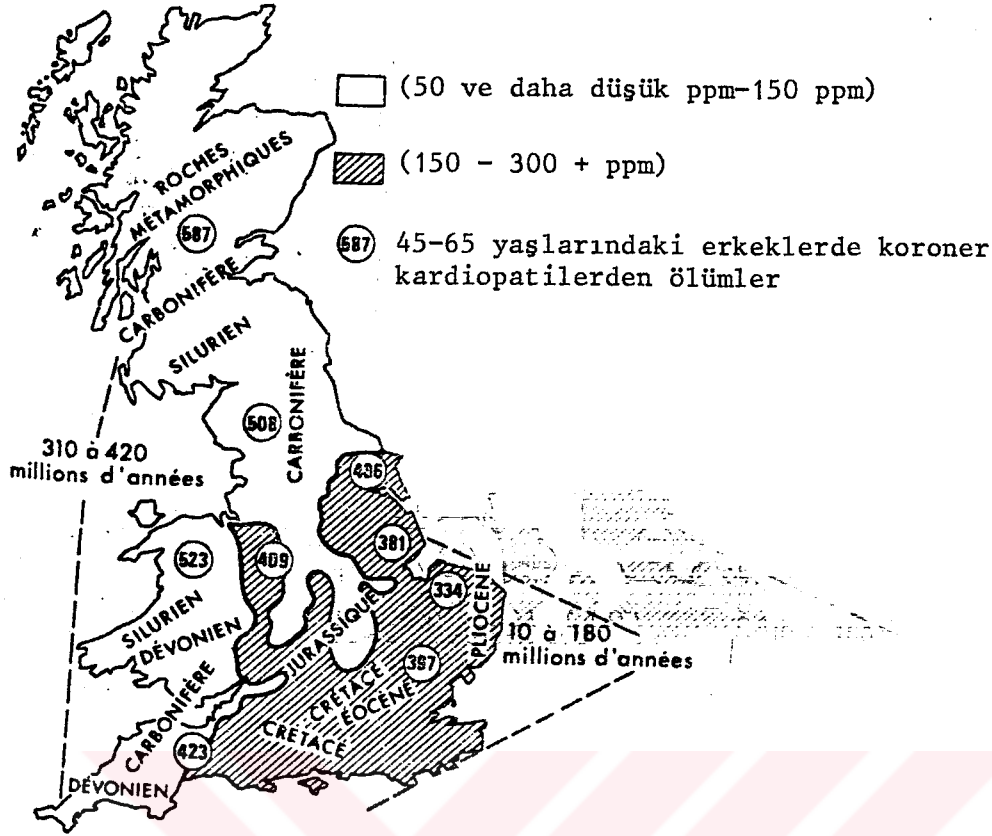 (50 ve daha düşük ppm-150 ppm)
(150 - 300 + ppm)
587 45-65 yaşlarındaki erkeklerde koroner
kardiopatilerden ölümler
ROCHES
MÉTAMORPHIQUES
587
CARBONIFÈRE
SILURIEN
CARBONIFÈRE
508
310 à 420
millions d'années
436
381
523
409
334
PLIOCENE
SILURIEN
DÉVONIEN
JURASSIQUE
10 à 180
millions d'années
397
CRÉTACÉ
ÉOCÈNE
CRÉTACÉ
CARBONIFÈRE
423
DÉVONIEN